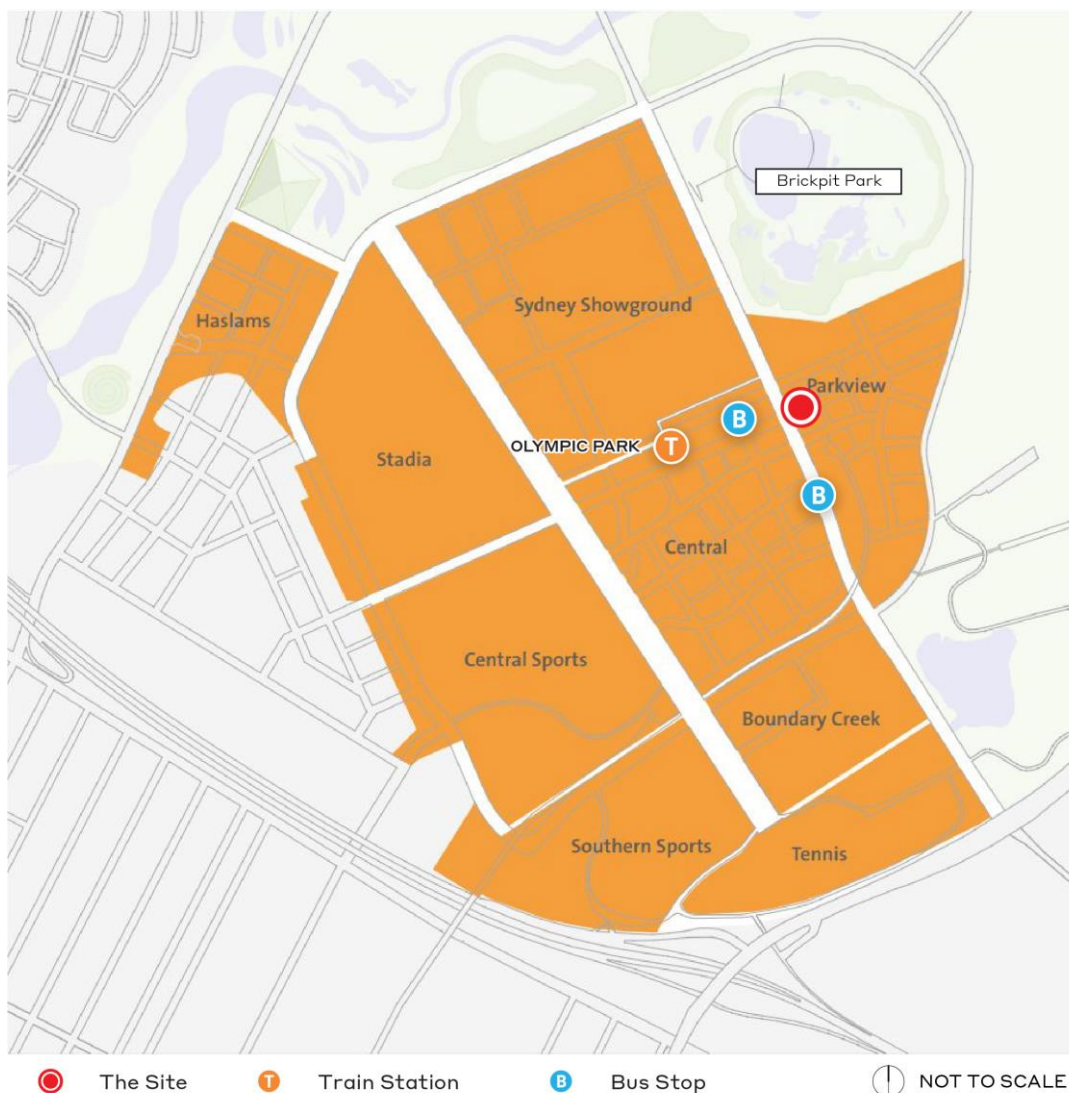 Brickpit Park
Sydney Showground
Haslams
Parkview
B
OLYMPIC PARK
T
Stadia
B
Central
Central Sports
Boundary Creek
Southern Sports
Tennis
The Site
T Train Station
B Bus Stop
NOT TO SCALE